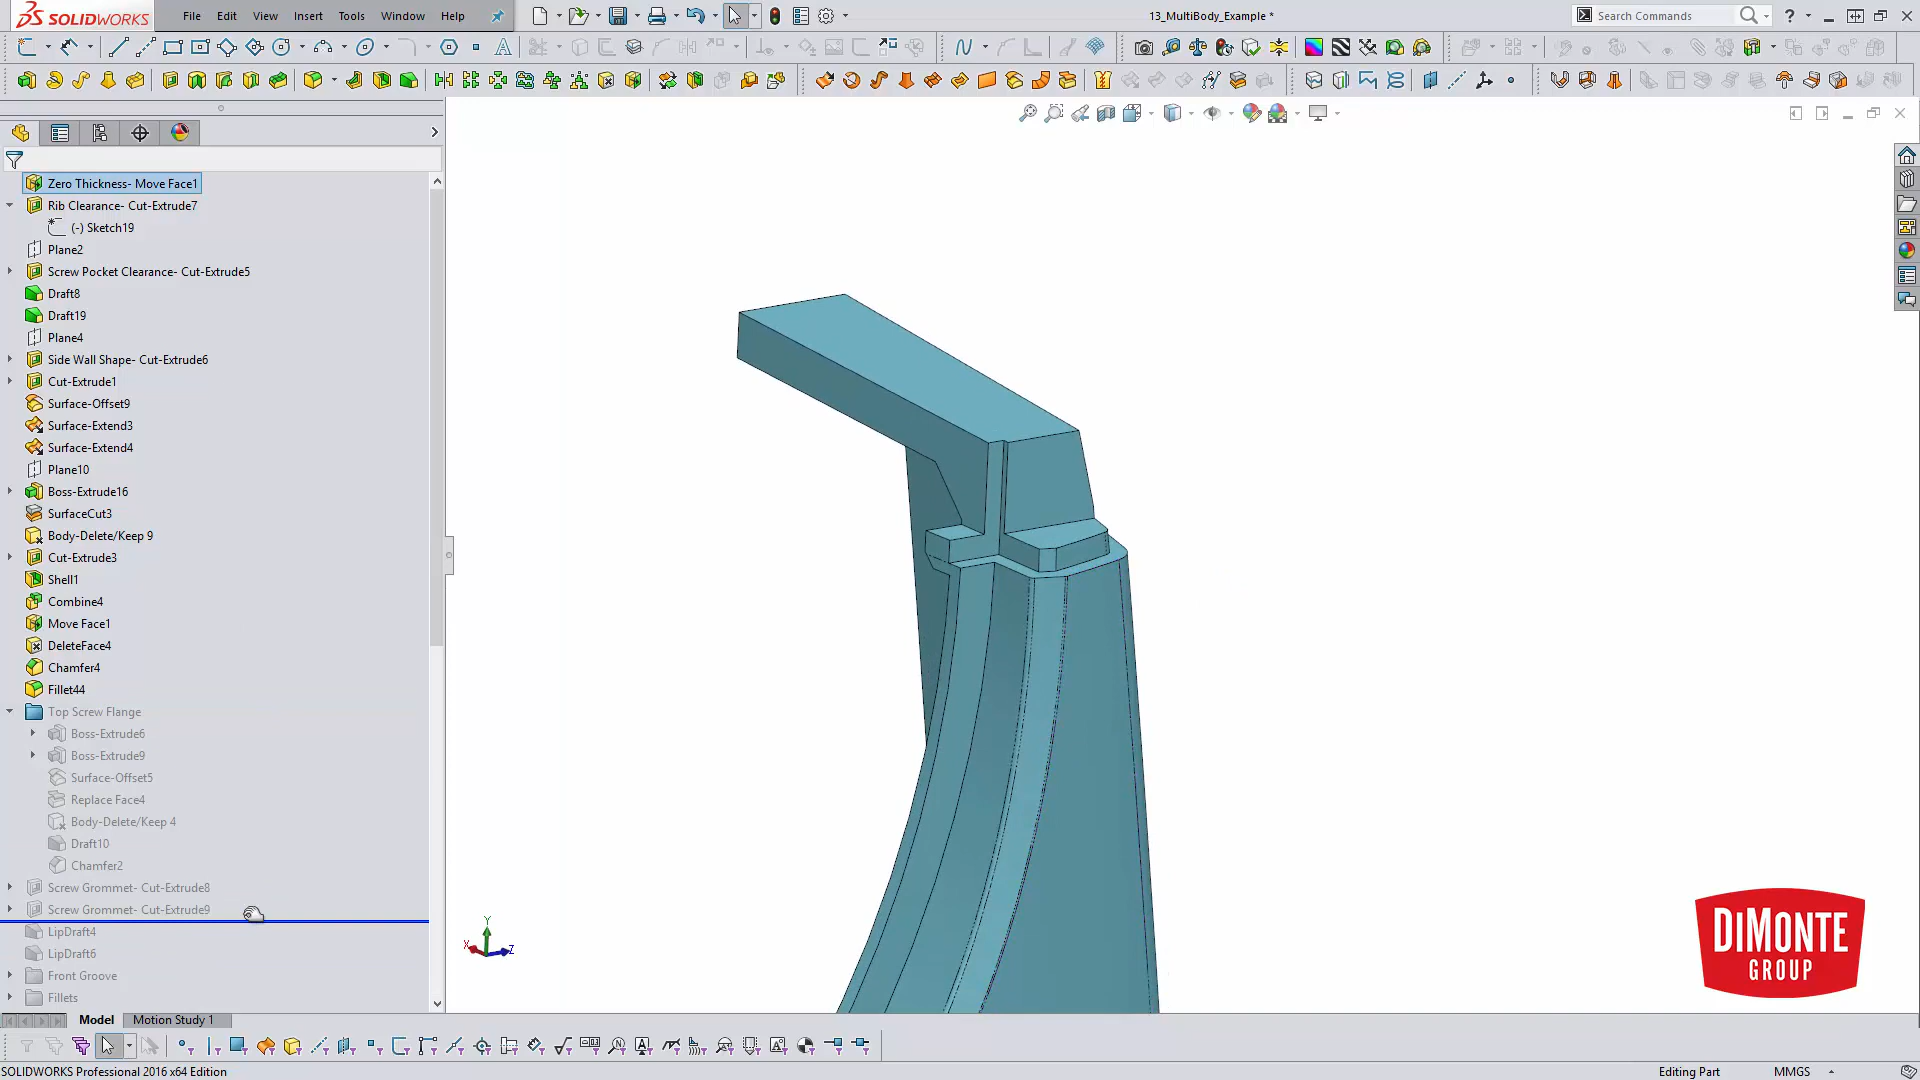 SOLIDWORKS
File Edit View Insert Tools Window Help
13_MultiBody_Example *
Search Commands
Zero Thickness- Move Face1
Rib Clearance- Cut-Extrude7
(-) Sketch19
Plane2
Screw Pocket Clearance- Cut-Extrude5
Draft8
Draft19
Plane4
Side Wall Shape- Cut-Extrude6
Cut-Extrude1
Surface-Offset9
Surface-Extend3
Surface-Extend4
Plane10
Boss-Extrude16
SurfaceCut3
Body-Delete/Keep 9
Cut-Extrude3
Shell1
Combine4
Move Face1
DeleteFace4
Chamfer4
Fillet44
Top Screw Flange
Boss-Extrude6
Boss-Extrude9
Surface-Offset5
Replace Face4
Body-Delete/Keep 4
Draft10
Chamfer2
Screw Grommet- Cut-Extrude8
Screw Grommet- Cut-Extrude9
LipDraft4
LipDraft6
Front Groove
Fillets
Y
X
Z
DIMONTE
GROUP
Model Motion Study 1
SOLIDWORKS Professional 2016 x64 Edition
Editing Part
MMGS